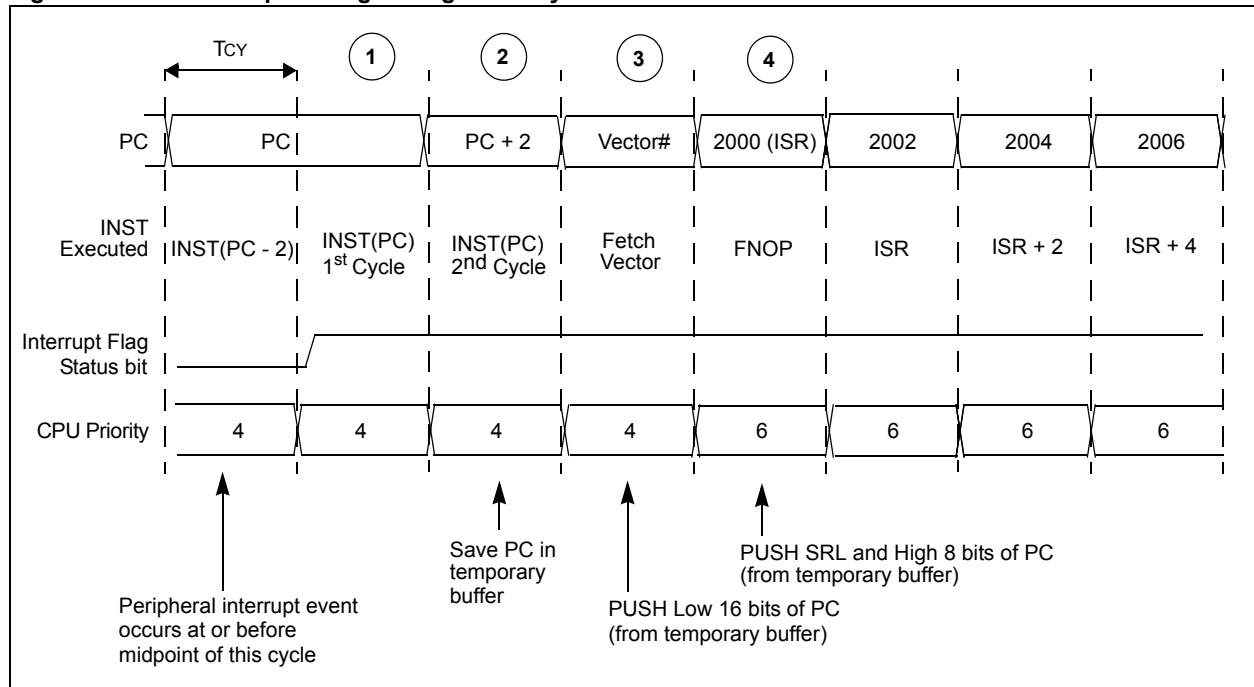 TCY
1
2
3
4
PC
PC
PC + 2
Vector#
2000 (ISR)
2002
2004
2006
INST
Executed
INST(PC - 2)
INST(PC)
1st Cycle
INST(PC)
2nd Cycle
Fetch
Vector
FNOP
ISR
ISR + 2
ISR + 4
Interrupt Flag
Status bit
CPU Priority
4
4
4
4
6
6
6
6
Save PC in
temporary
buffer
PUSH SRL and High 8 bits of PC
(from temporary buffer)
Peripheral interrupt event
occurs at or before
midpoint of this cycle
PUSH Low 16 bits of PC
(from temporary buffer)